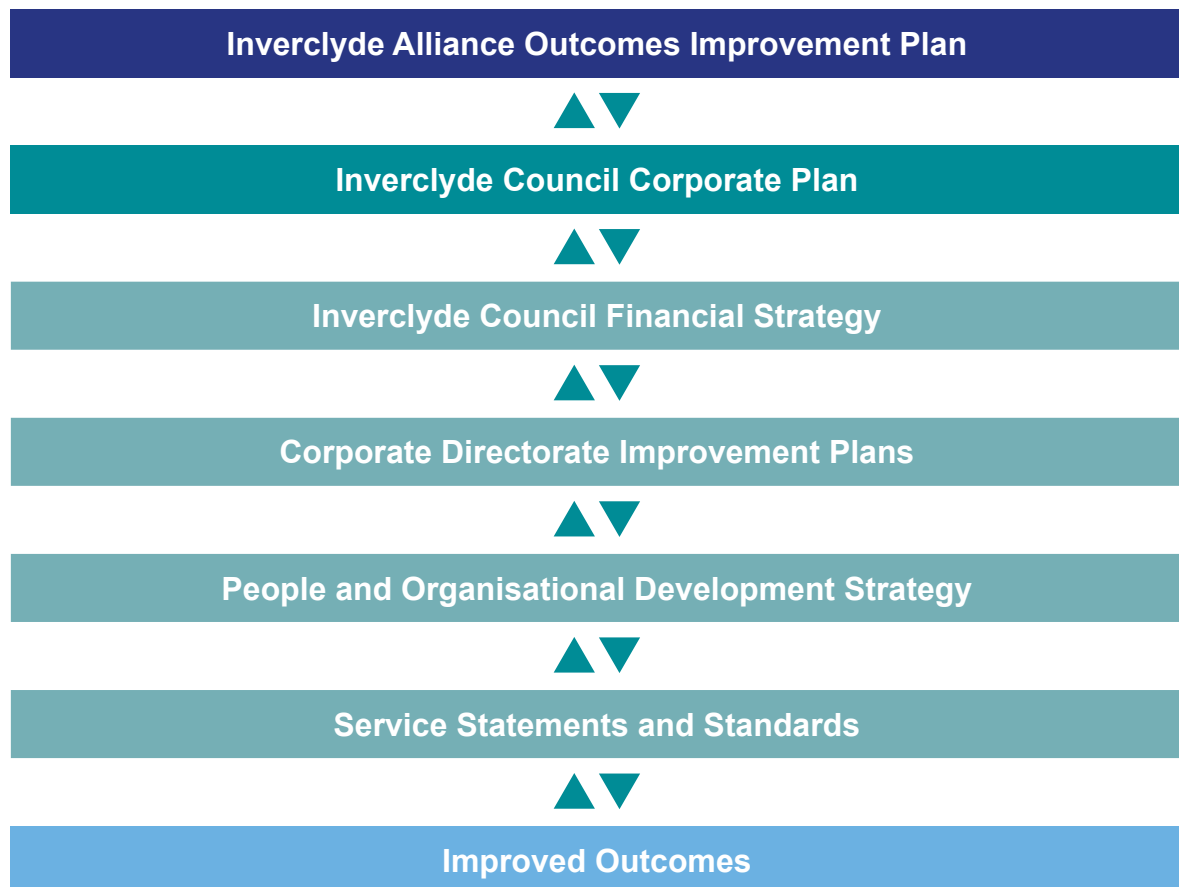 Inverclyde Alliance Outcomes Improvement Plan
Inverclyde Council Corporate Plan
Inverclyde Council Financial Strategy
Corporate Directorate Improvement Plans
People and Organisational Development Strategy
Service Statements and Standards
Improved Outcomes